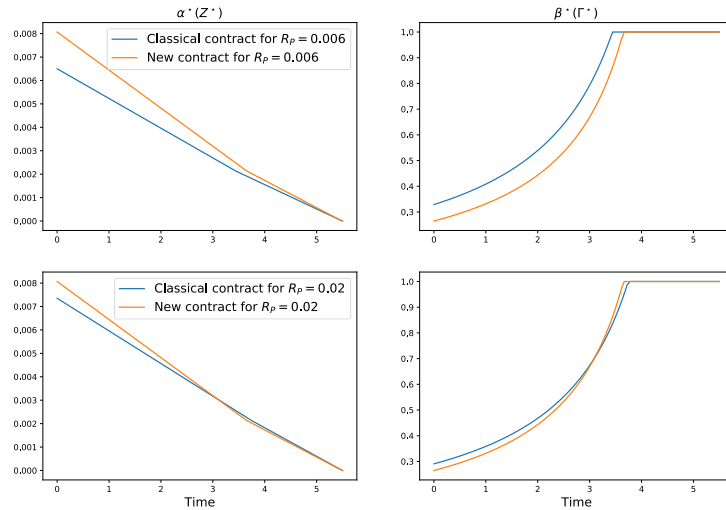 α*(Z*)
β*(Γ*)
0.008
0.007
0.006
0.005
0.004
0.003
0.002
0.001
0.000
Classical contract for R_P = 0.006
New contract for R_P = 0.006
0 1 2 3 4 5
1,0
0,9
0,8
0,7
0,6
0,5
0,4
0,3
0 1 2 3 4 5
0.008
0.007
0.006
0.005
0.004
0.003
0.002
0.001
0.000
Classical contract for R_P = 0.02
New contract for R_P = 0.02
0 1 2 3 4 5
Time
1,0
0,9
0,8
0,7
0,6
0,5
0,4
0,3
0 1 2 3 4 5
Time